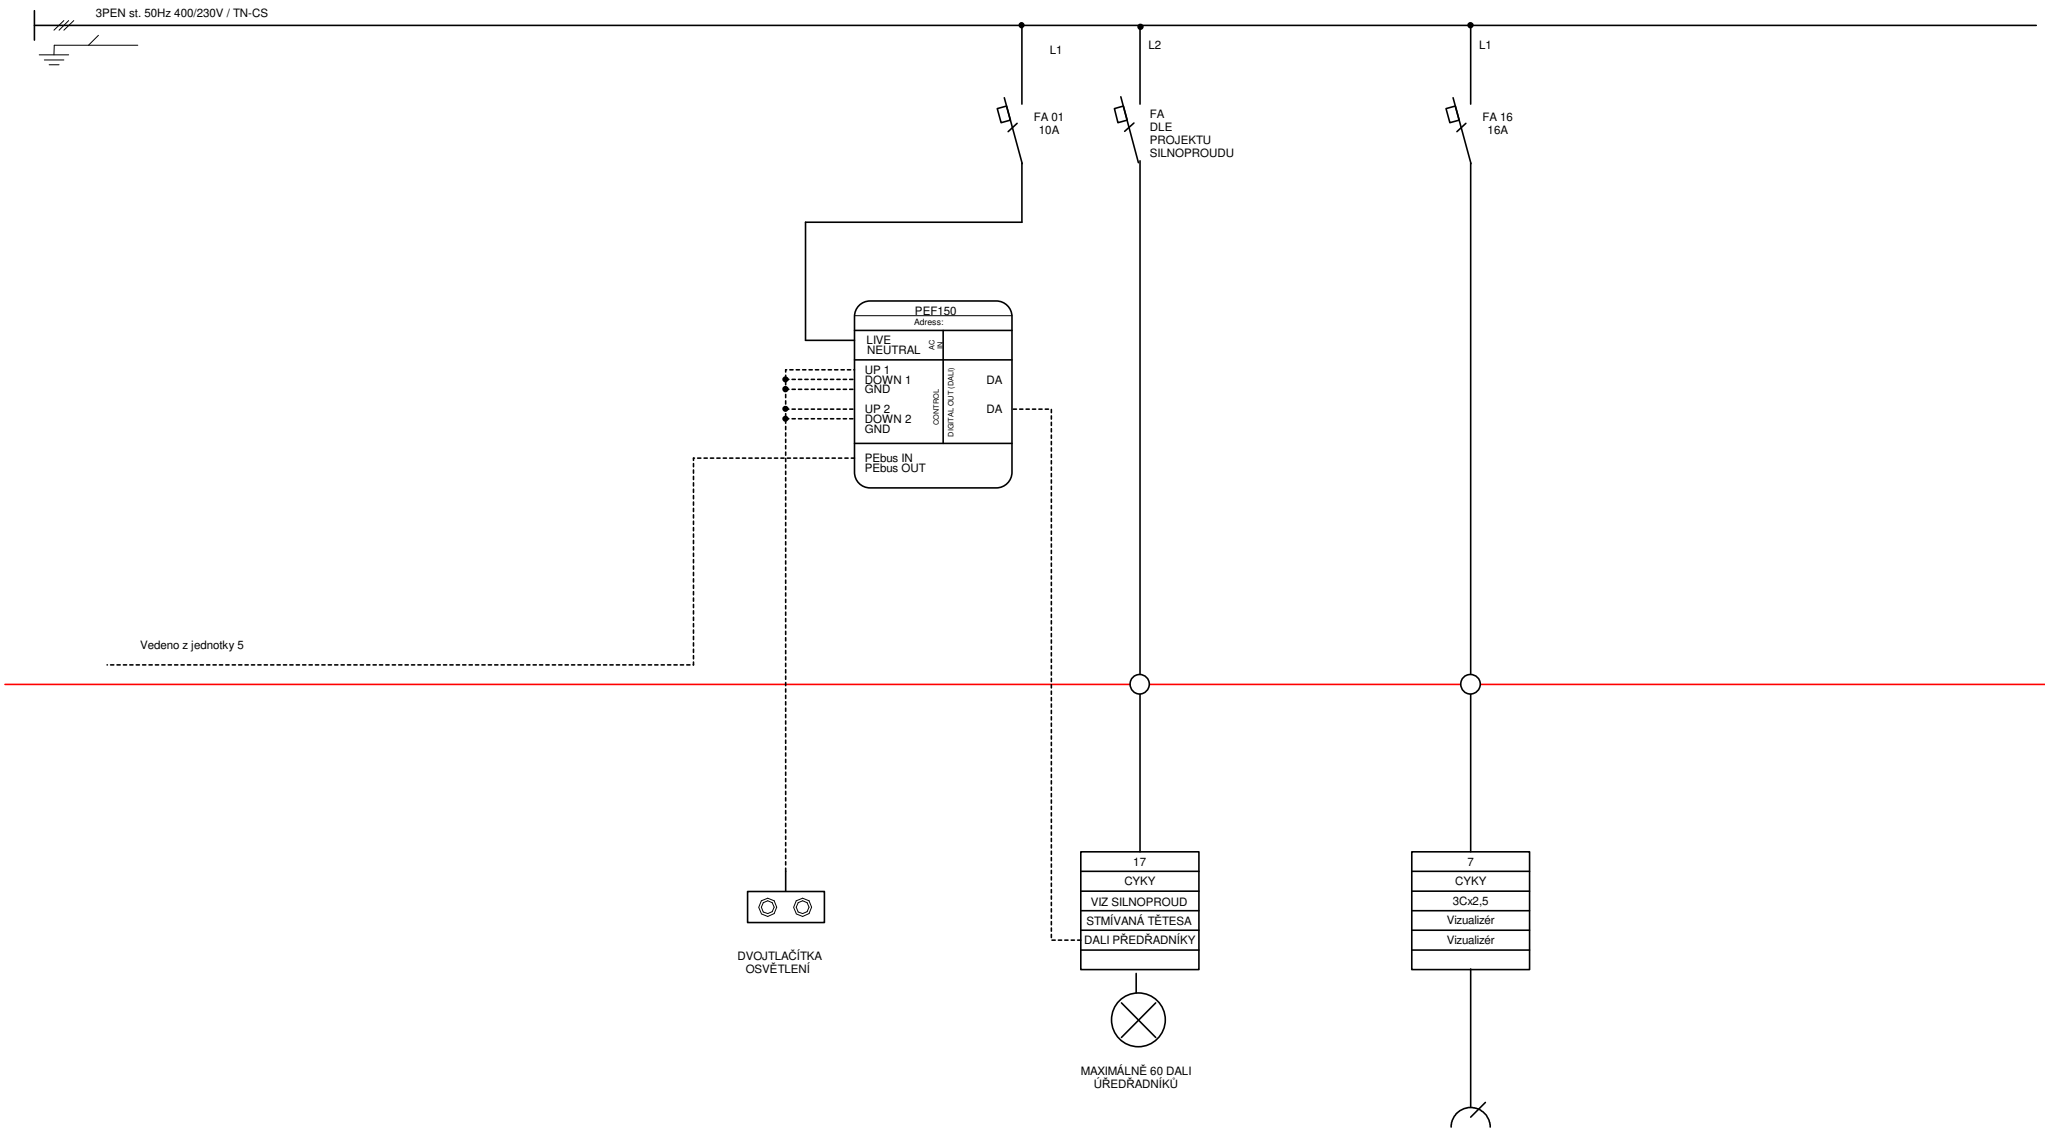 3PEN st. 50Hz 400/230V / TN-CS
L1
L2
L1
FA 01
10A
FA
DLE
PROJEKTU
SILNOPROUDU
FA 16
16A
PEF150
Adress:
LIVE
NEUTRAL
AC
IN
UP 1
DOWN 1
GND
UP 2
DOWN 2
GND
CONTROL
DIGITAL OUT (DALI)
DA
DA
PEbus IN
PEbus OUT
Vedeno z jednotky 5
DVOJTLAČÍTKA
OSVĚTLENÍ
17
CYKY
VIZ SILNOPROUD
STMÍVANÁ TĚTESA
DALI PŘEDŘADNÍKY
MAXIMÁLNĚ 60 DALI
ÚŘEDŘADNÍKŮ
7
CYKY
3Cx2,5
Vizualizér
Vizualizér